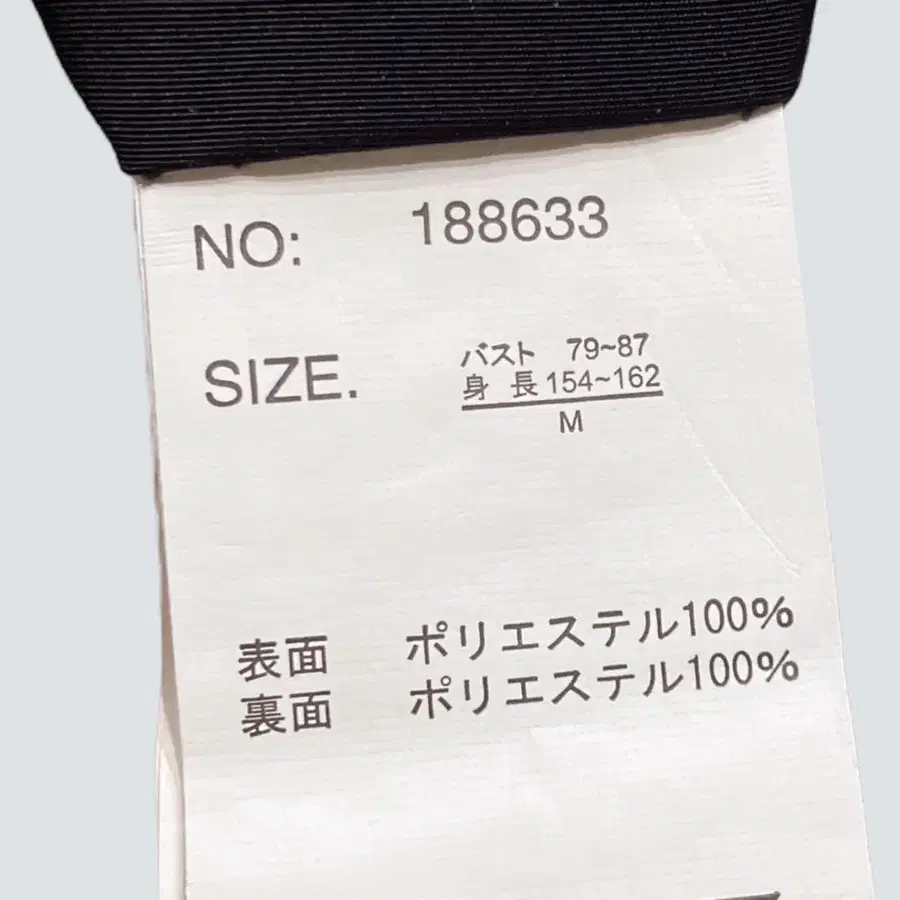 NO: 188633
バスト 79~87
SIZE. 身長 154~162
M
表面 ポリエステル100%
裏面 ポリエステル100%